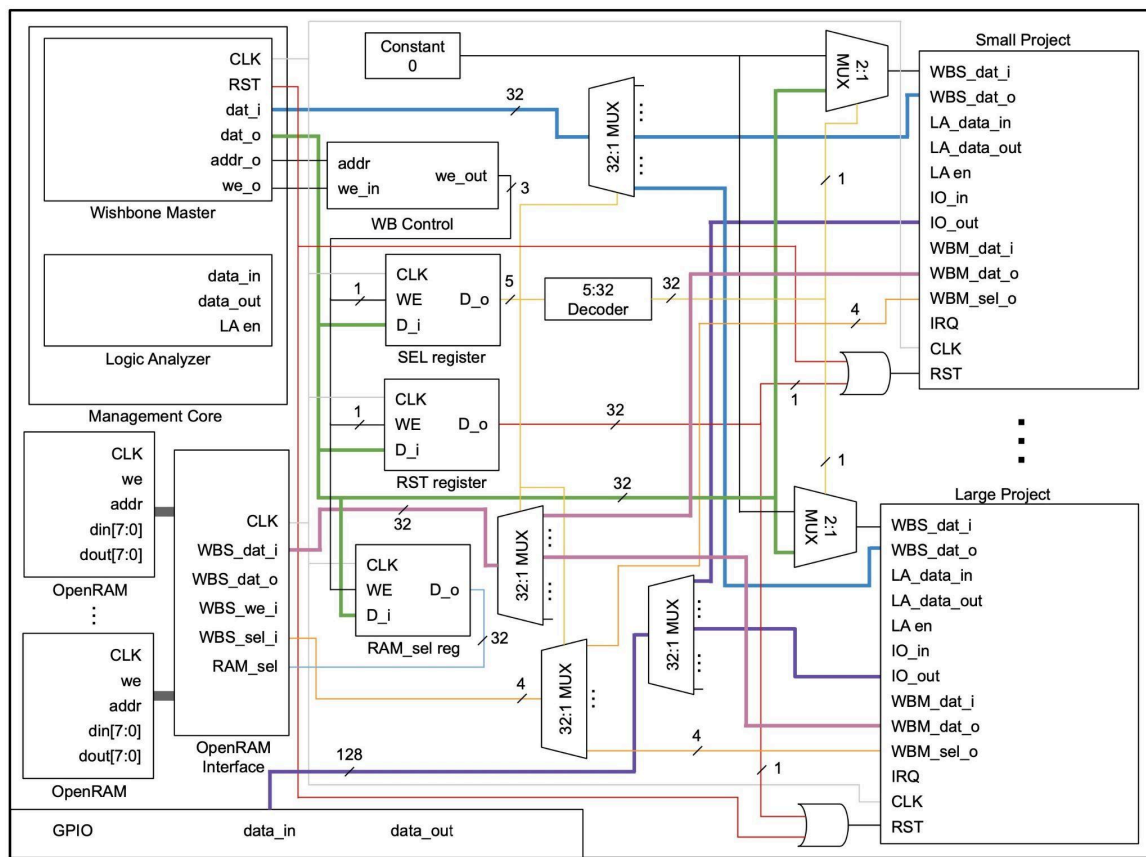 CLK
RST
dat_i
dat_o
addr_o
we_o
Wishbone Master
data_in
data_out
LA en
Logic Analyzer
Management Core
Constant
0
32
addr
we_in
we_out
3
WB Control
CLK
WE
D_i
D_o
1
5
SEL register
5:32
Decoder
32
CLK
WE
D_i
D_o
1
32
RST register
32
32
CLK
WE
D_i
D_o
32
RAM_sel reg
32:1 MUX
32:1 MUX
32:1 MUX
32:1 MUX
2:1
MUX
2:1
MUX
1
1
1
1
4
4
4
128
Small Project
WBS_dat_i
WBS_dat_o
LA_data_in
LA_data_out
LA en
IO_in
IO_out
WBM_dat_i
WBM_dat_o
WBM_sel_o
IRQ
CLK
RST
Large Project
WBS_dat_i
WBS_dat_o
LA_data_in
LA_data_out
LA en
IO_in
IO_out
WBM_dat_i
WBM_dat_o
WBM_sel_o
IRQ
CLK
RST
CLK
we
addr
din[7:0]
dout[7:0]
OpenRAM
CLK
we
addr
din[7:0]
dout[7:0]
OpenRAM
CLK
WBS_dat_i
WBS_dat_o
WBS_we_i
WBS_sel_i
RAM_sel
OpenRAM
Interface
GPIO
data_in
data_out